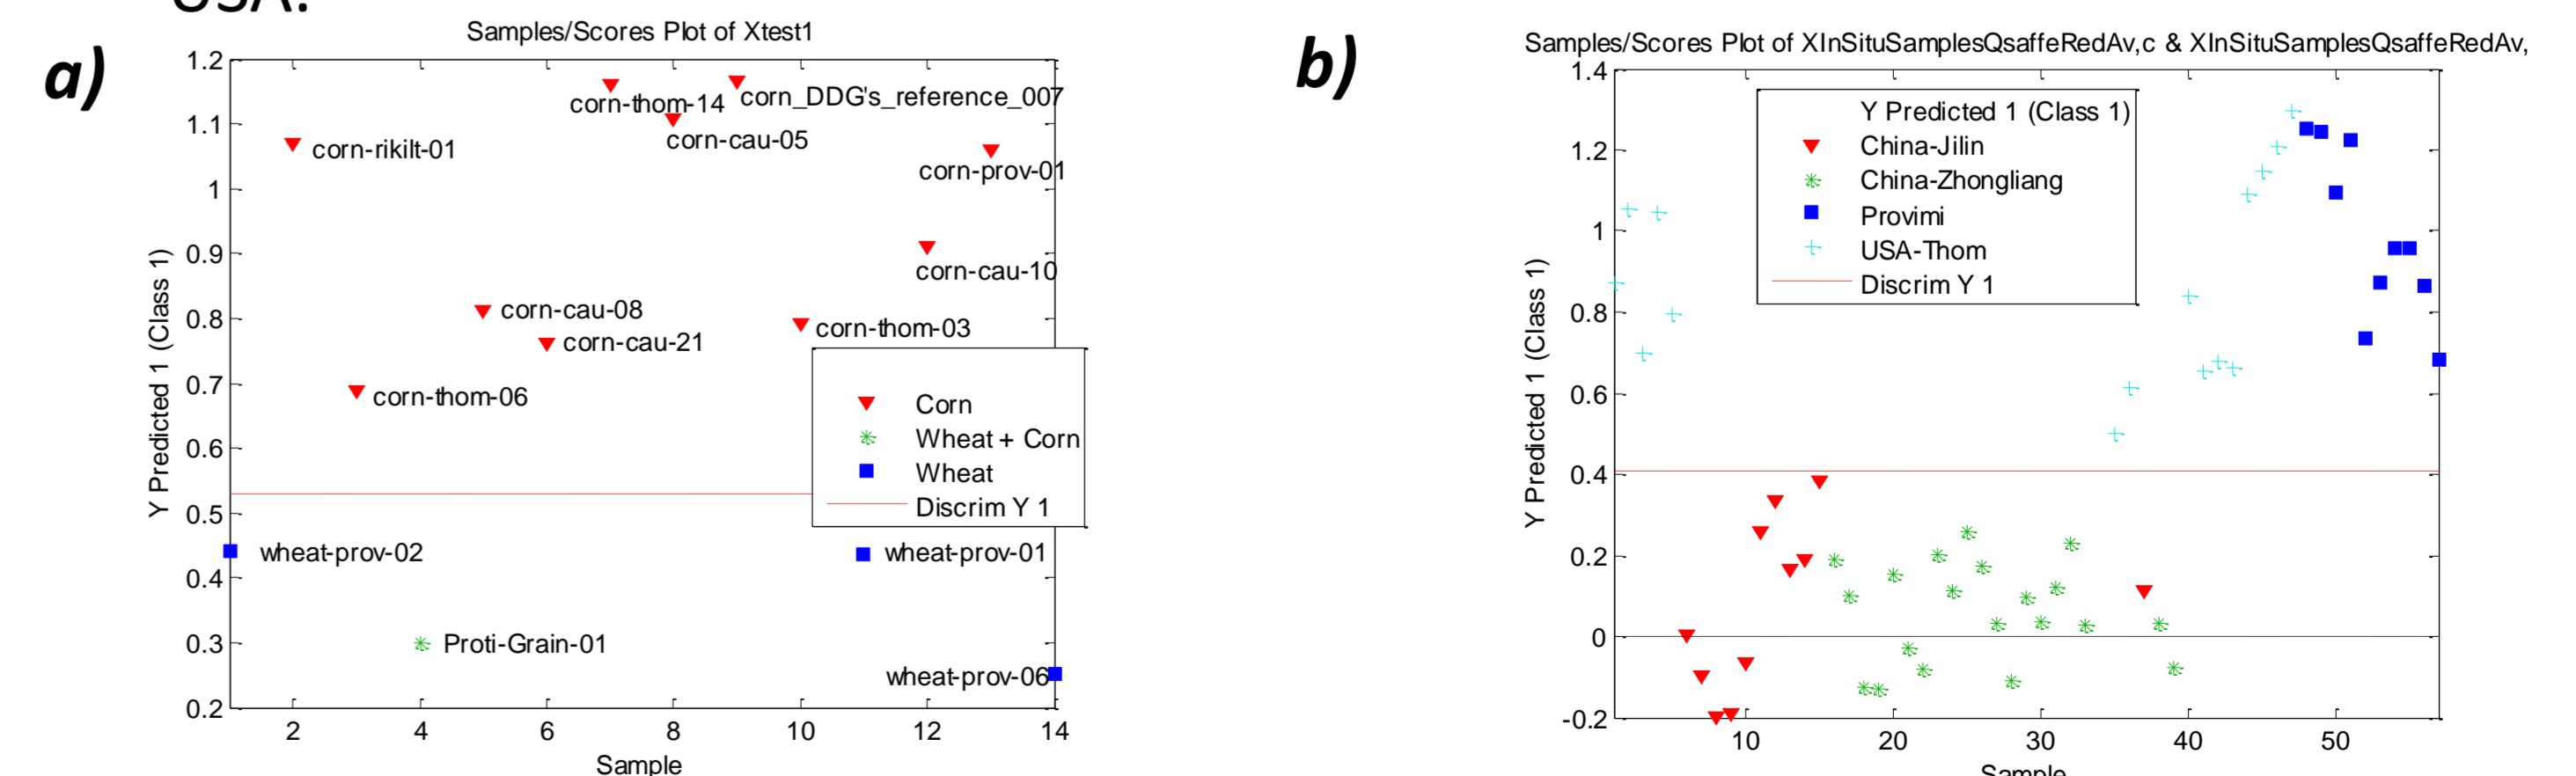 USA.
a)
Samples/Scores Plot of Xtest1
Y Predicted 1 (Class 1)
1.2
1.1
1
0.9
0.8
0.7
0.6
0.5
0.4
0.3
0.2
corn-thom-14
corn_DDG's_reference_007
corn-rikilt-01
corn-cau-05
corn-prov-01
corn-cau-10
corn-cau-08
corn-thom-03
corn-cau-21
corn-thom-06
Corn
Wheat + Corn
Wheat
Discrim Y 1
wheat-prov-02
wheat-prov-01
Proti-Grain-01
wheat-prov-06
2 4 6 8 10 12 14
Sample
b)
Samples/Scores Plot of XInSituSamplesQsaffeRedAv,c & XInSituSamplesQsaffeRedAv,
Y Predicted 1 (Class 1)
1.4
1.2
1
0.8
0.6
0.4
0.2
0
-0.2
Y Predicted 1 (Class 1)
China-Jilin
China-Zhongliang
Provimi
USA-Thom
Discrim Y 1
10 20 30 40 50
Sample